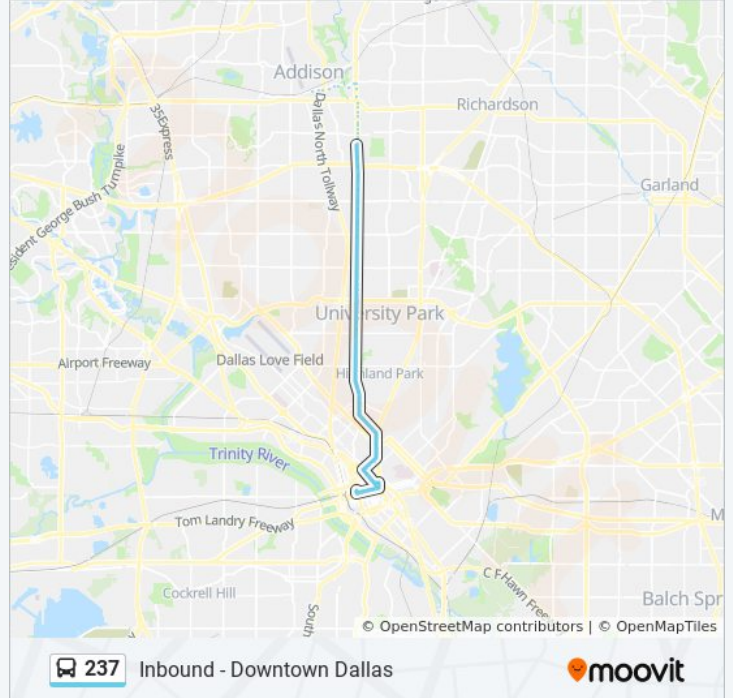 Addison
Richardson
35Express
Dallas North Tollway
President George Bush Turnpike
Garland
University Park
Dallas Love Field
Airport Freeway
Highland Park
Trinity River
Tom Landry Freeway
C F Hawn Free
Cockrell Hill
South
M
Balch Spr
© OpenStreetMap contributors | © OpenMapTiles
237 Inbound - Downtown Dallas
moovit